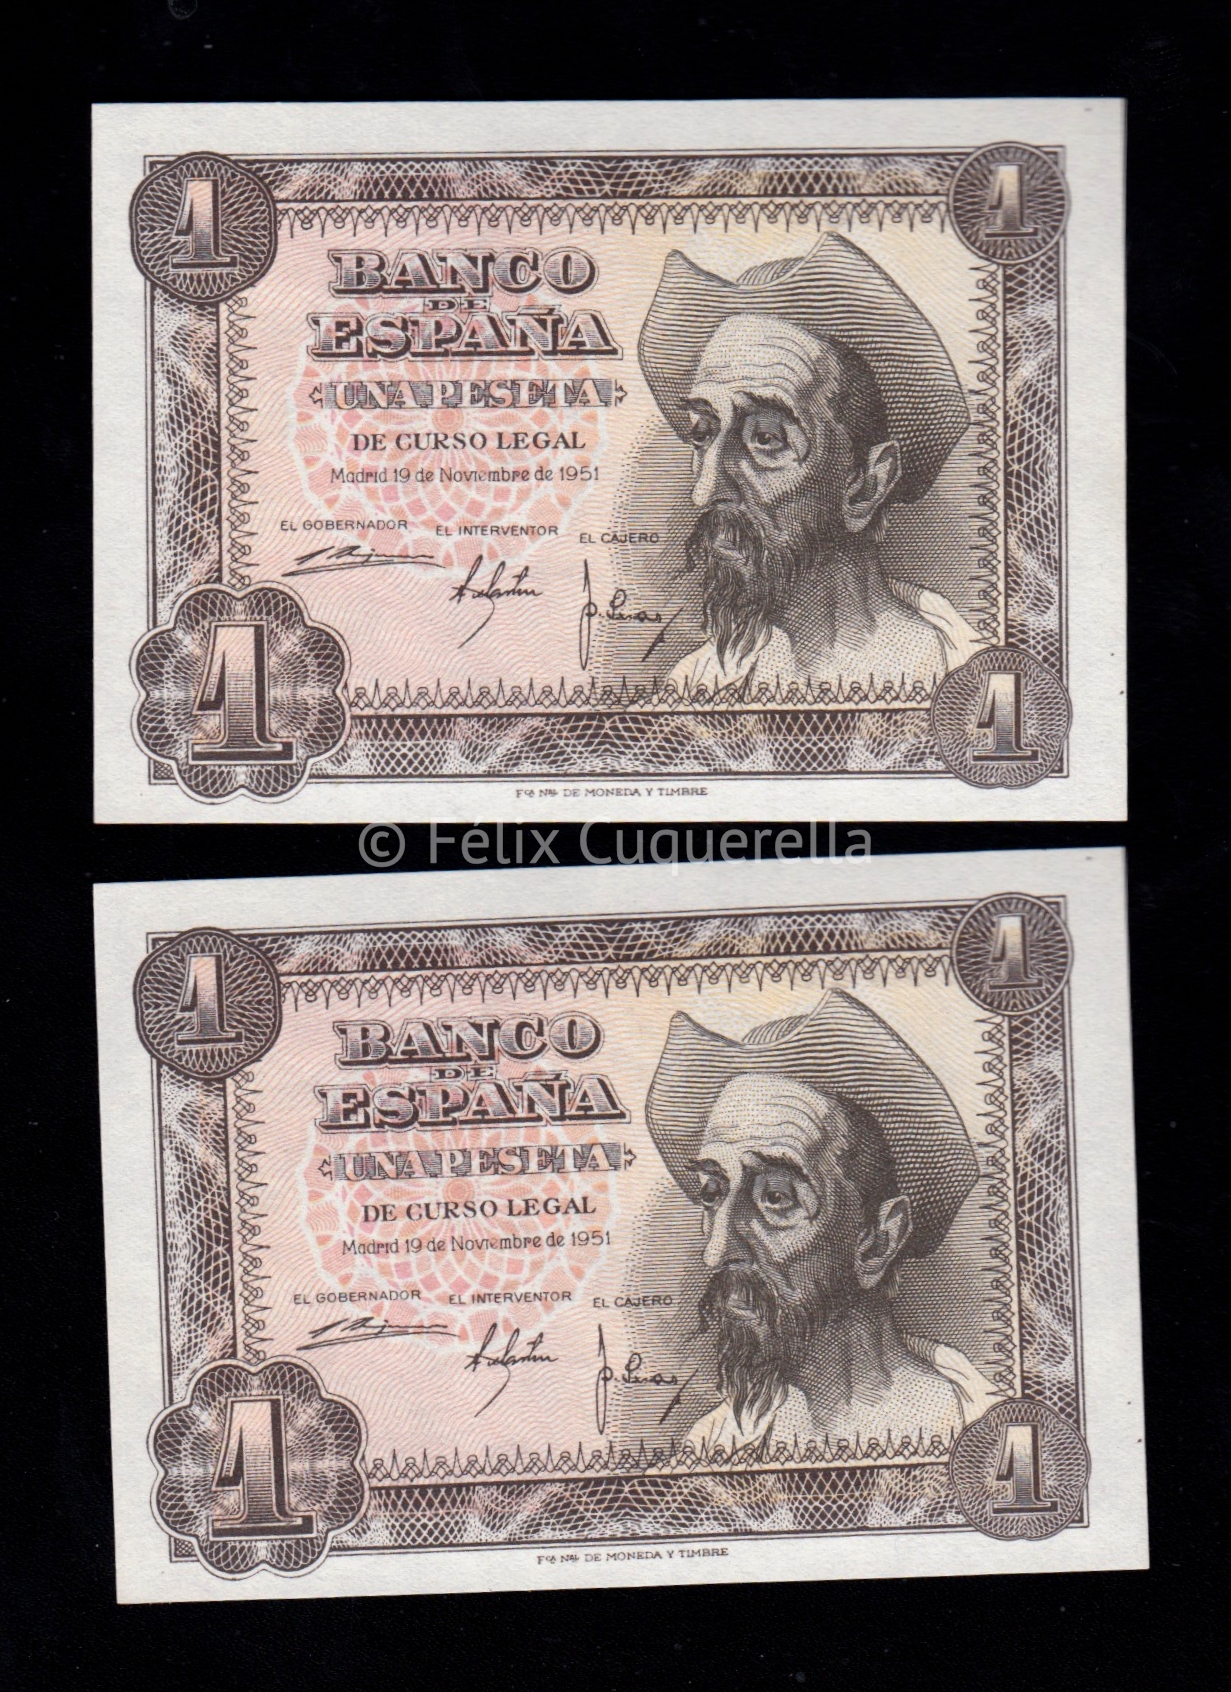 1 1
BANCO
DE
ESPAÑA
UNA PESETA
DE CURSO LEGAL
Madrid 19 de Noviembre de 1951
EL GOBERNADOR EL INTERVENTOR EL CAJERO
1 1
Fcª Nal. DE MONEDA Y TIMBRE
© Félix Cuquerella
1 1
BANCO
DE
ESPAÑA
UNA PESETA
DE CURSO LEGAL
Madrid 19 de Noviembre de 1951
EL GOBERNADOR EL INTERVENTOR EL CAJERO
1 1
Fcª Nal. DE MONEDA Y TIMBRE